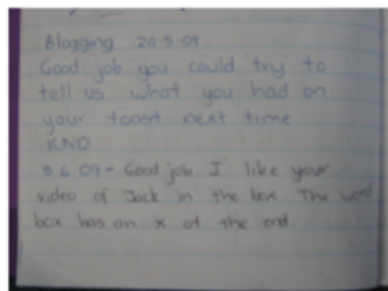 Blogging 20.5.09
Good job you could try to
tell us what you had on
your toast next time.
KND
8.6.09 - Good job. I like your
video of Jack in the box. The word
box has an x at the end.